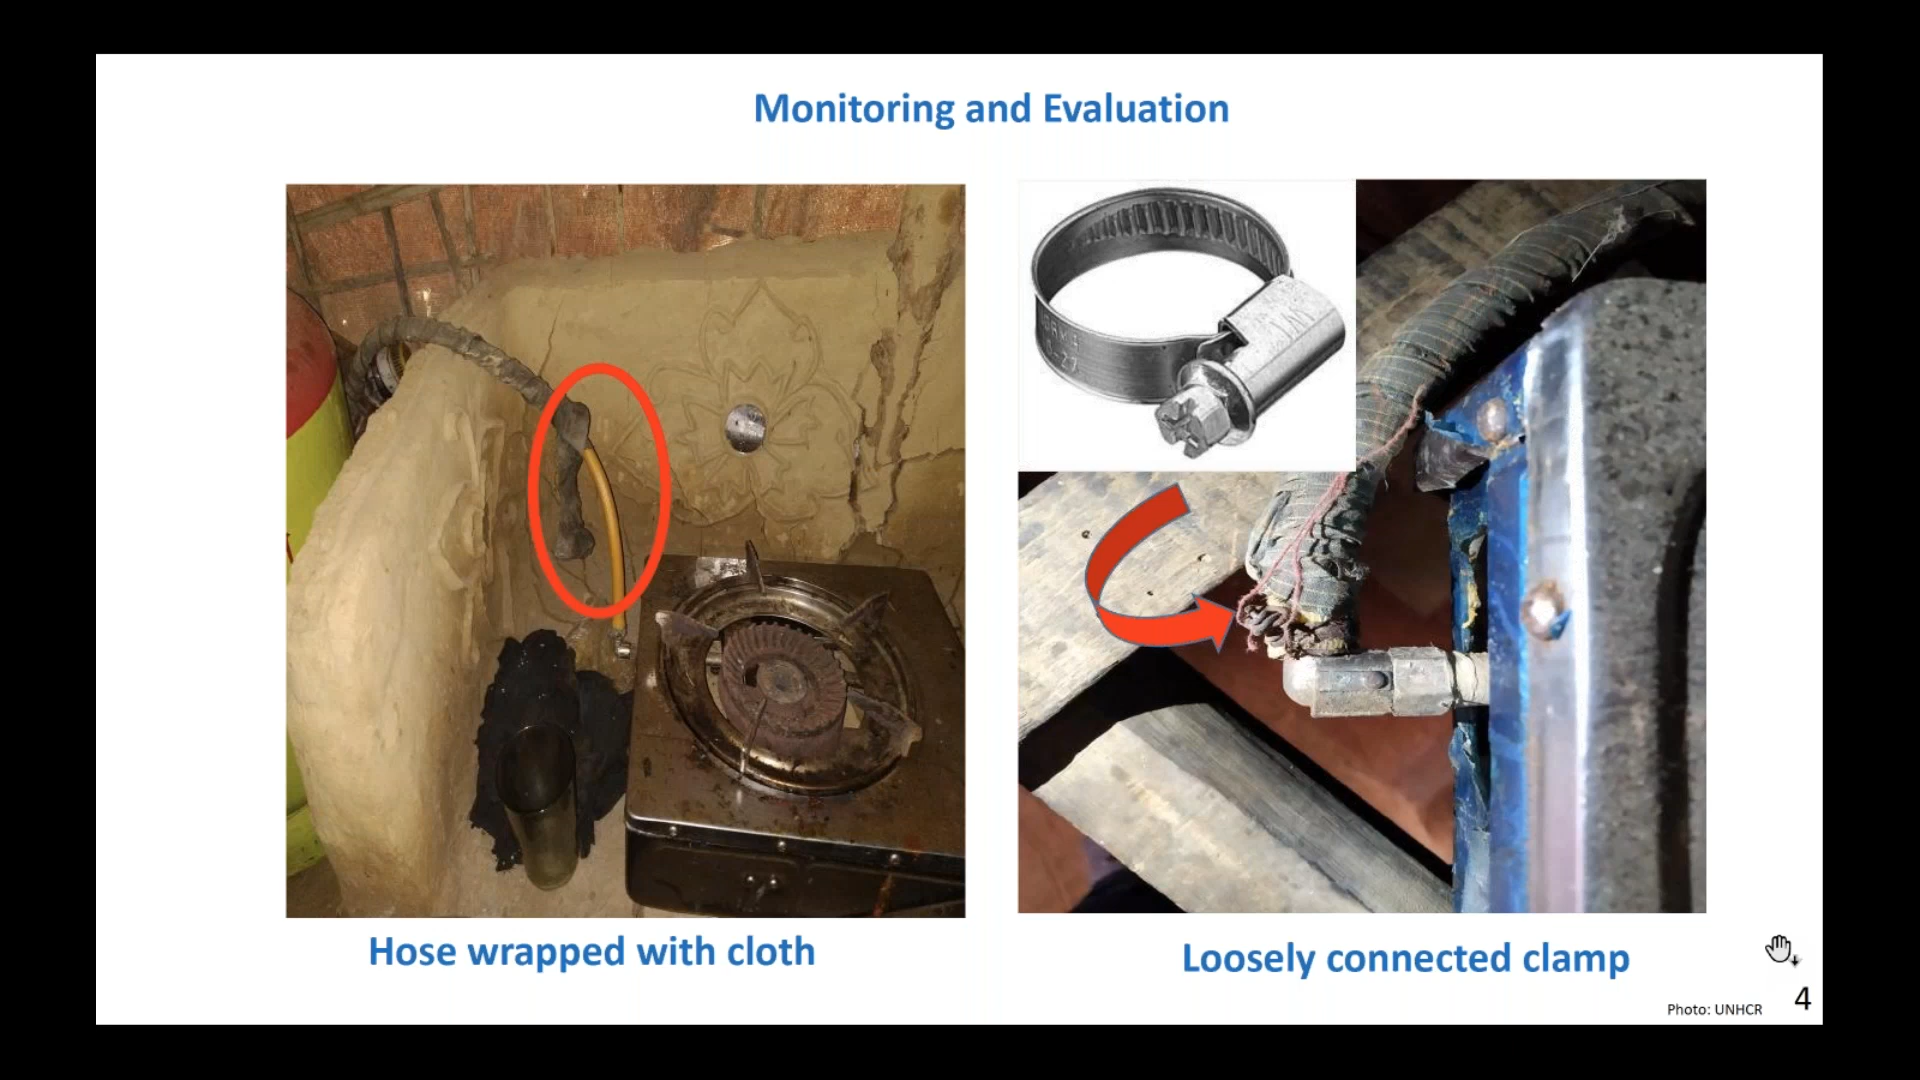 Monitoring and Evaluation
Hose wrapped with cloth
Loosely connected clamp
Photo: UNHCR
4